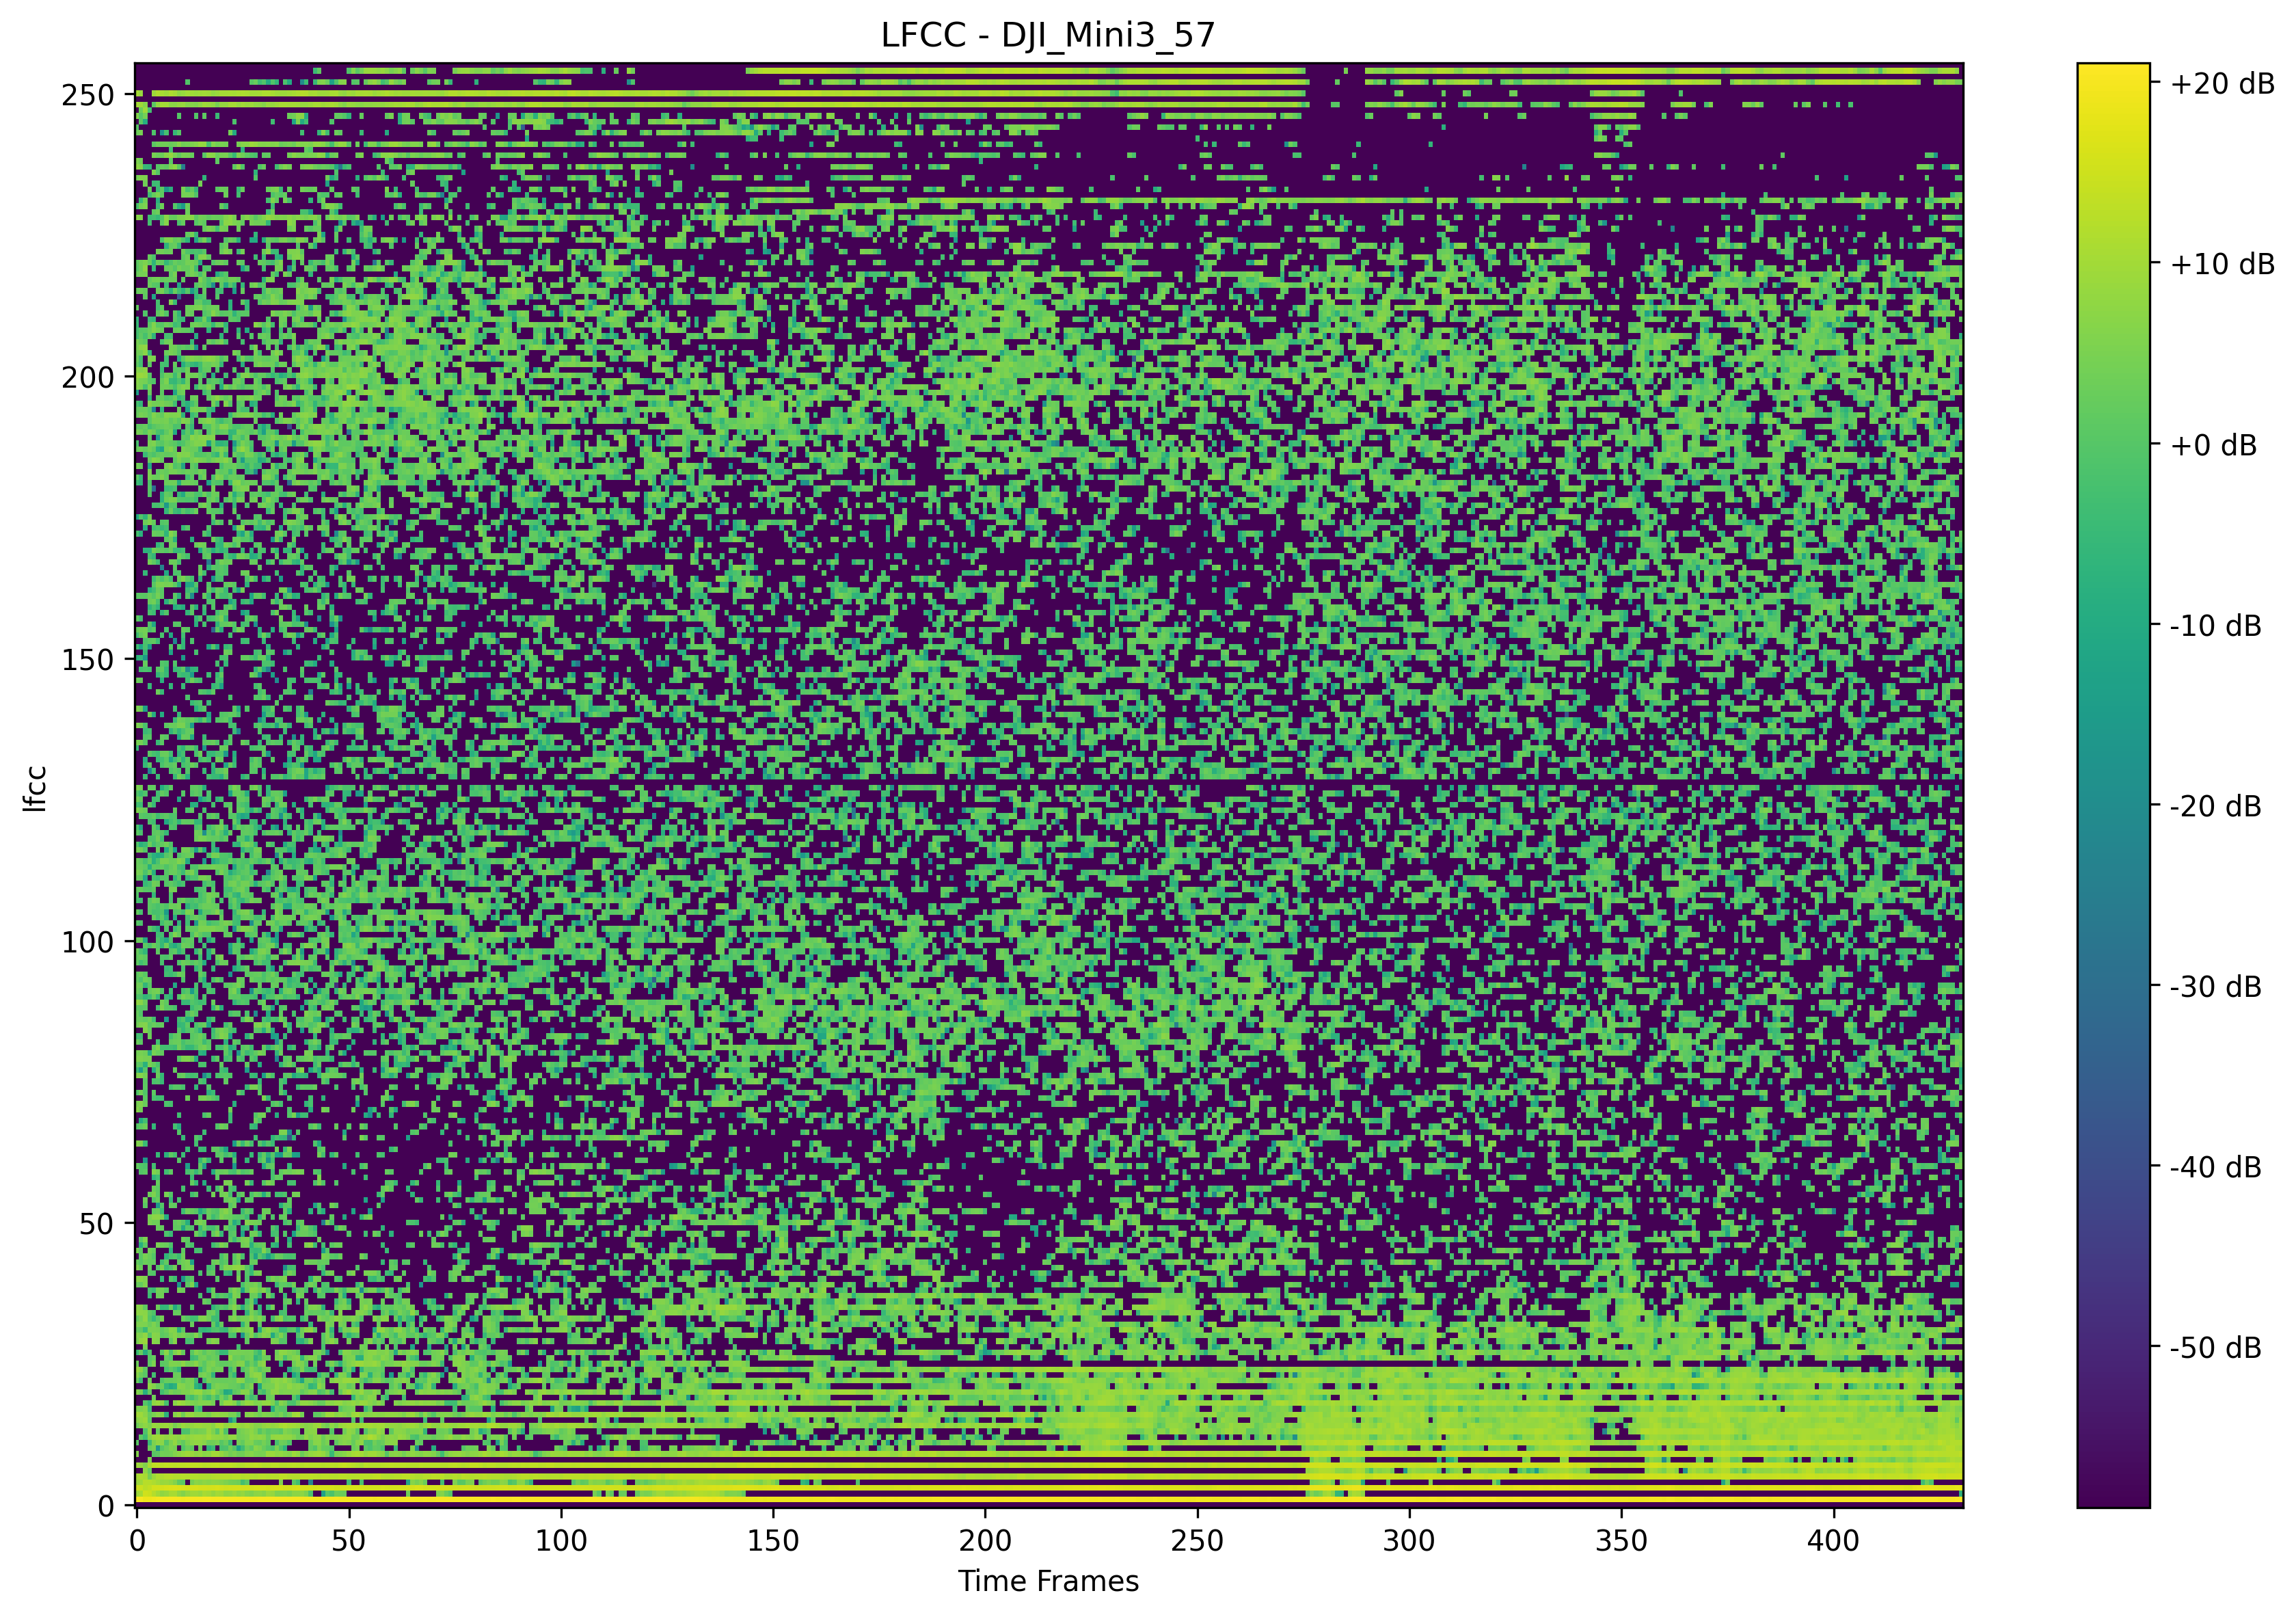 LFCC - DJI_Mini3_57
250
200
150
100
50
0
lfcc
0 50 100 150 200 250 300 350 400
Time Frames
+20 dB
+10 dB
+0 dB
-10 dB
-20 dB
-30 dB
-40 dB
-50 dB